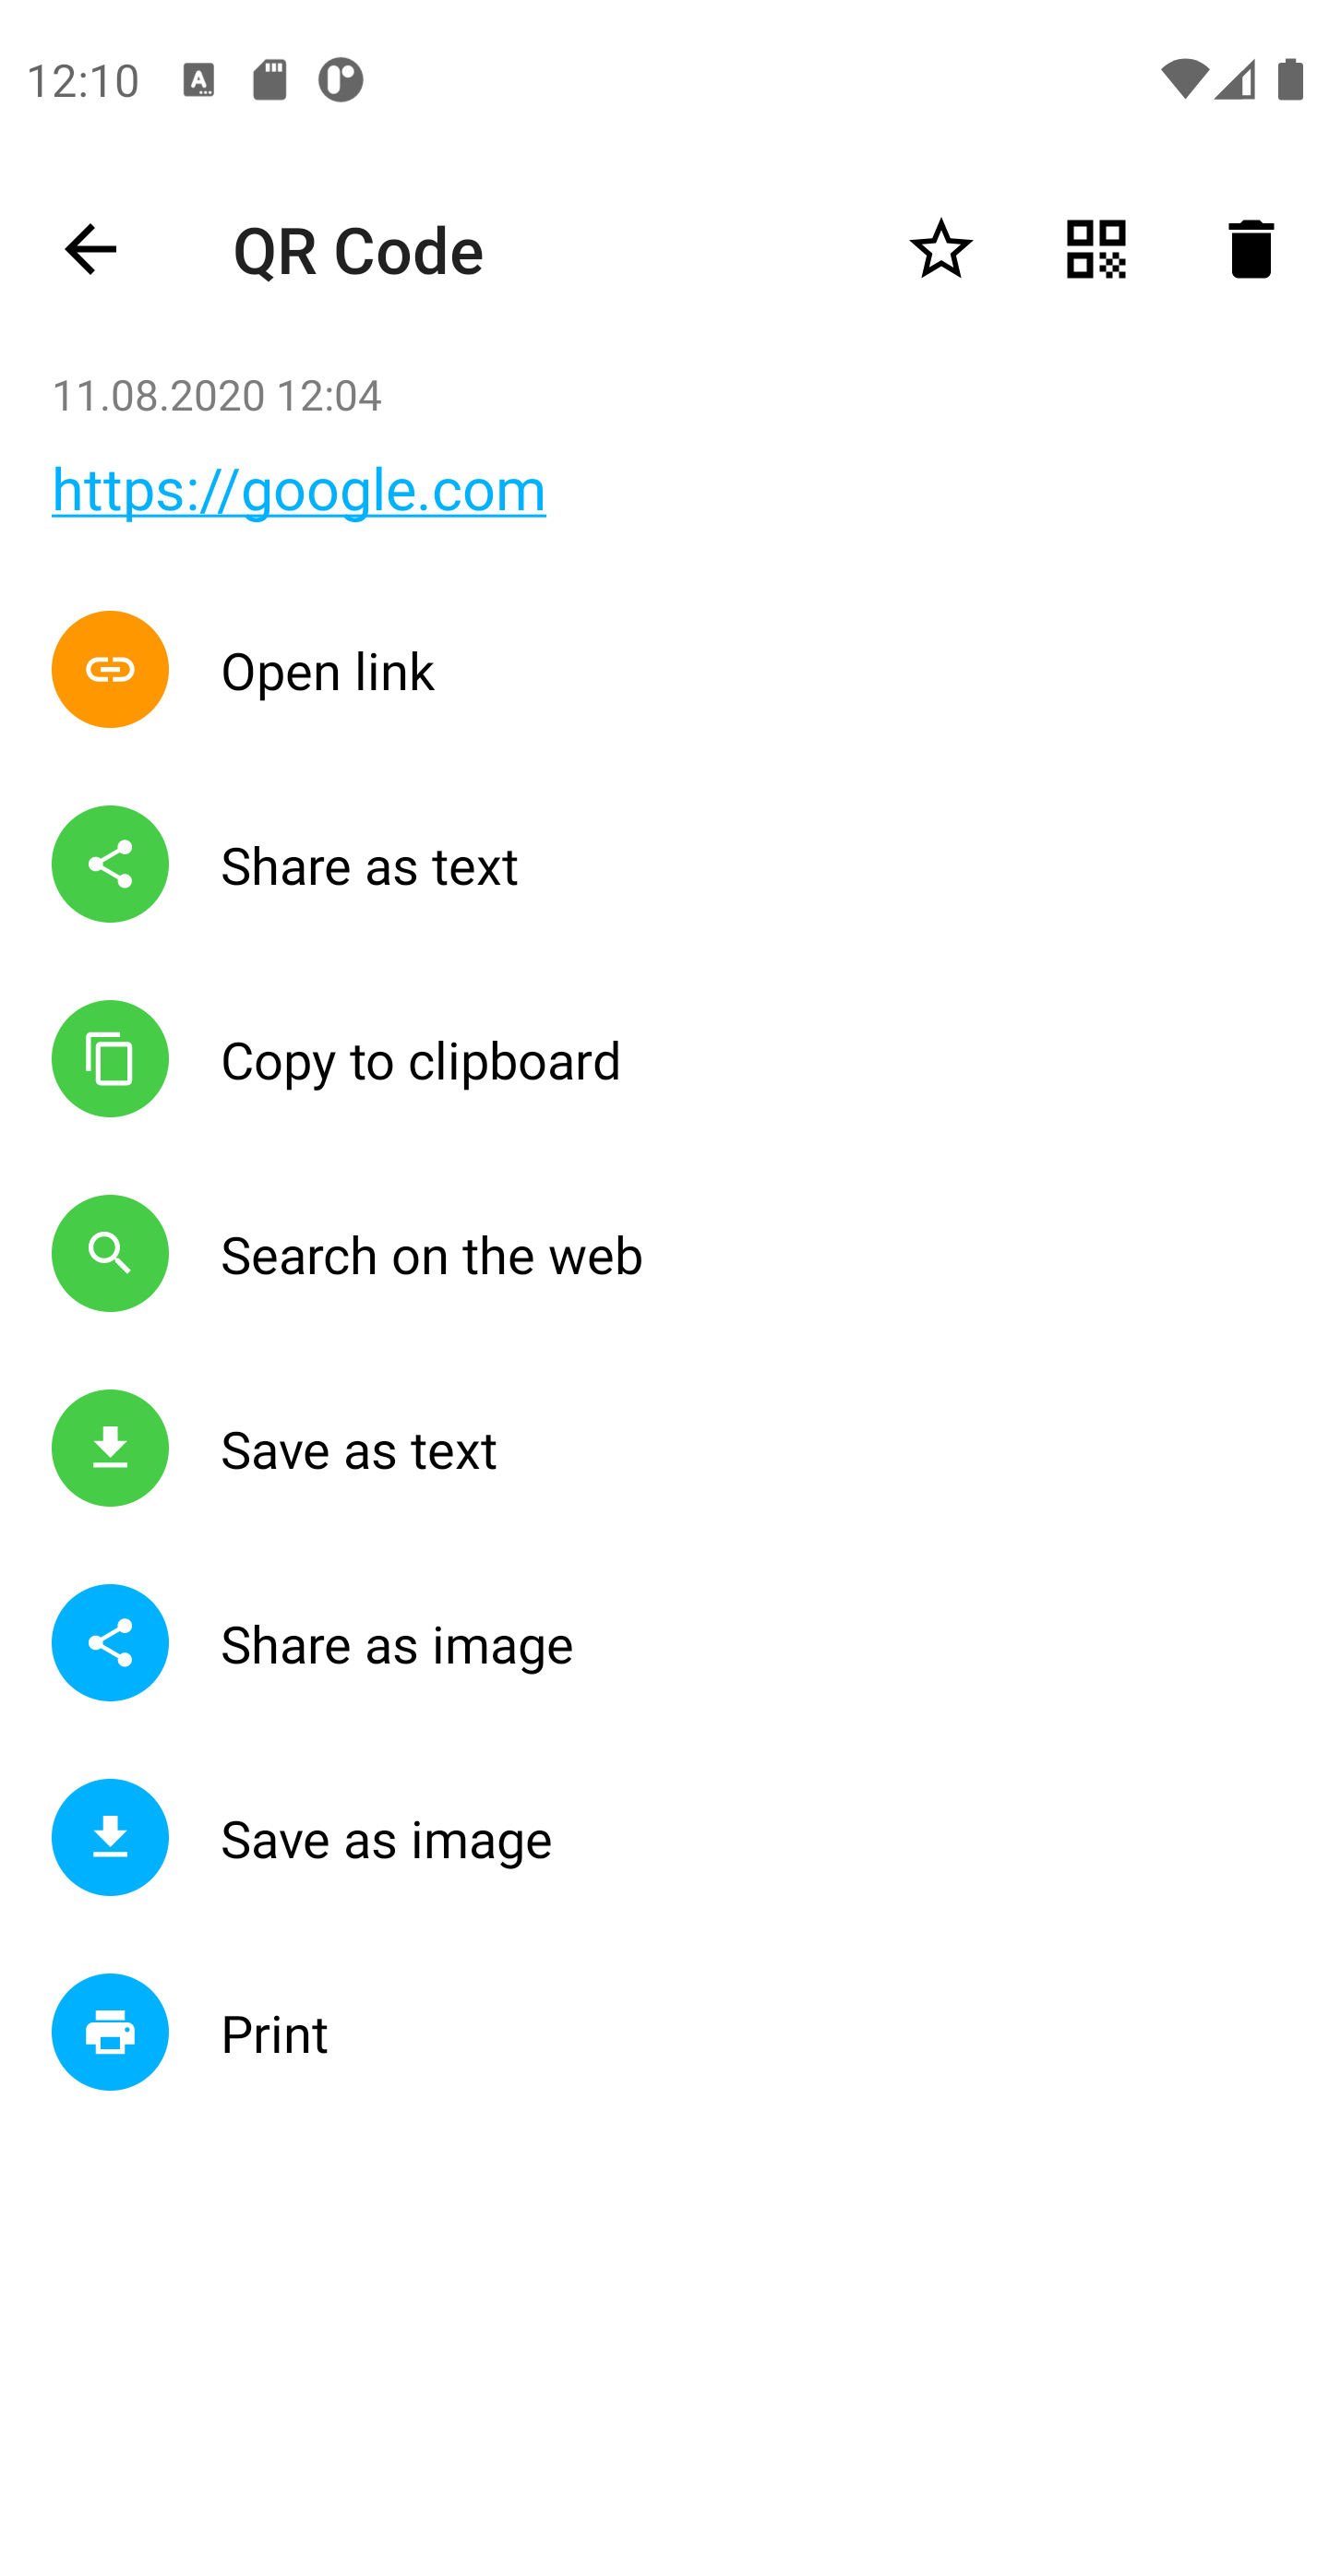 12:10
QR Code
11.08.2020 12:04
https://google.com
Open link
Share as text
Copy to clipboard
Search on the web
Save as text
Share as image
Save as image
Print